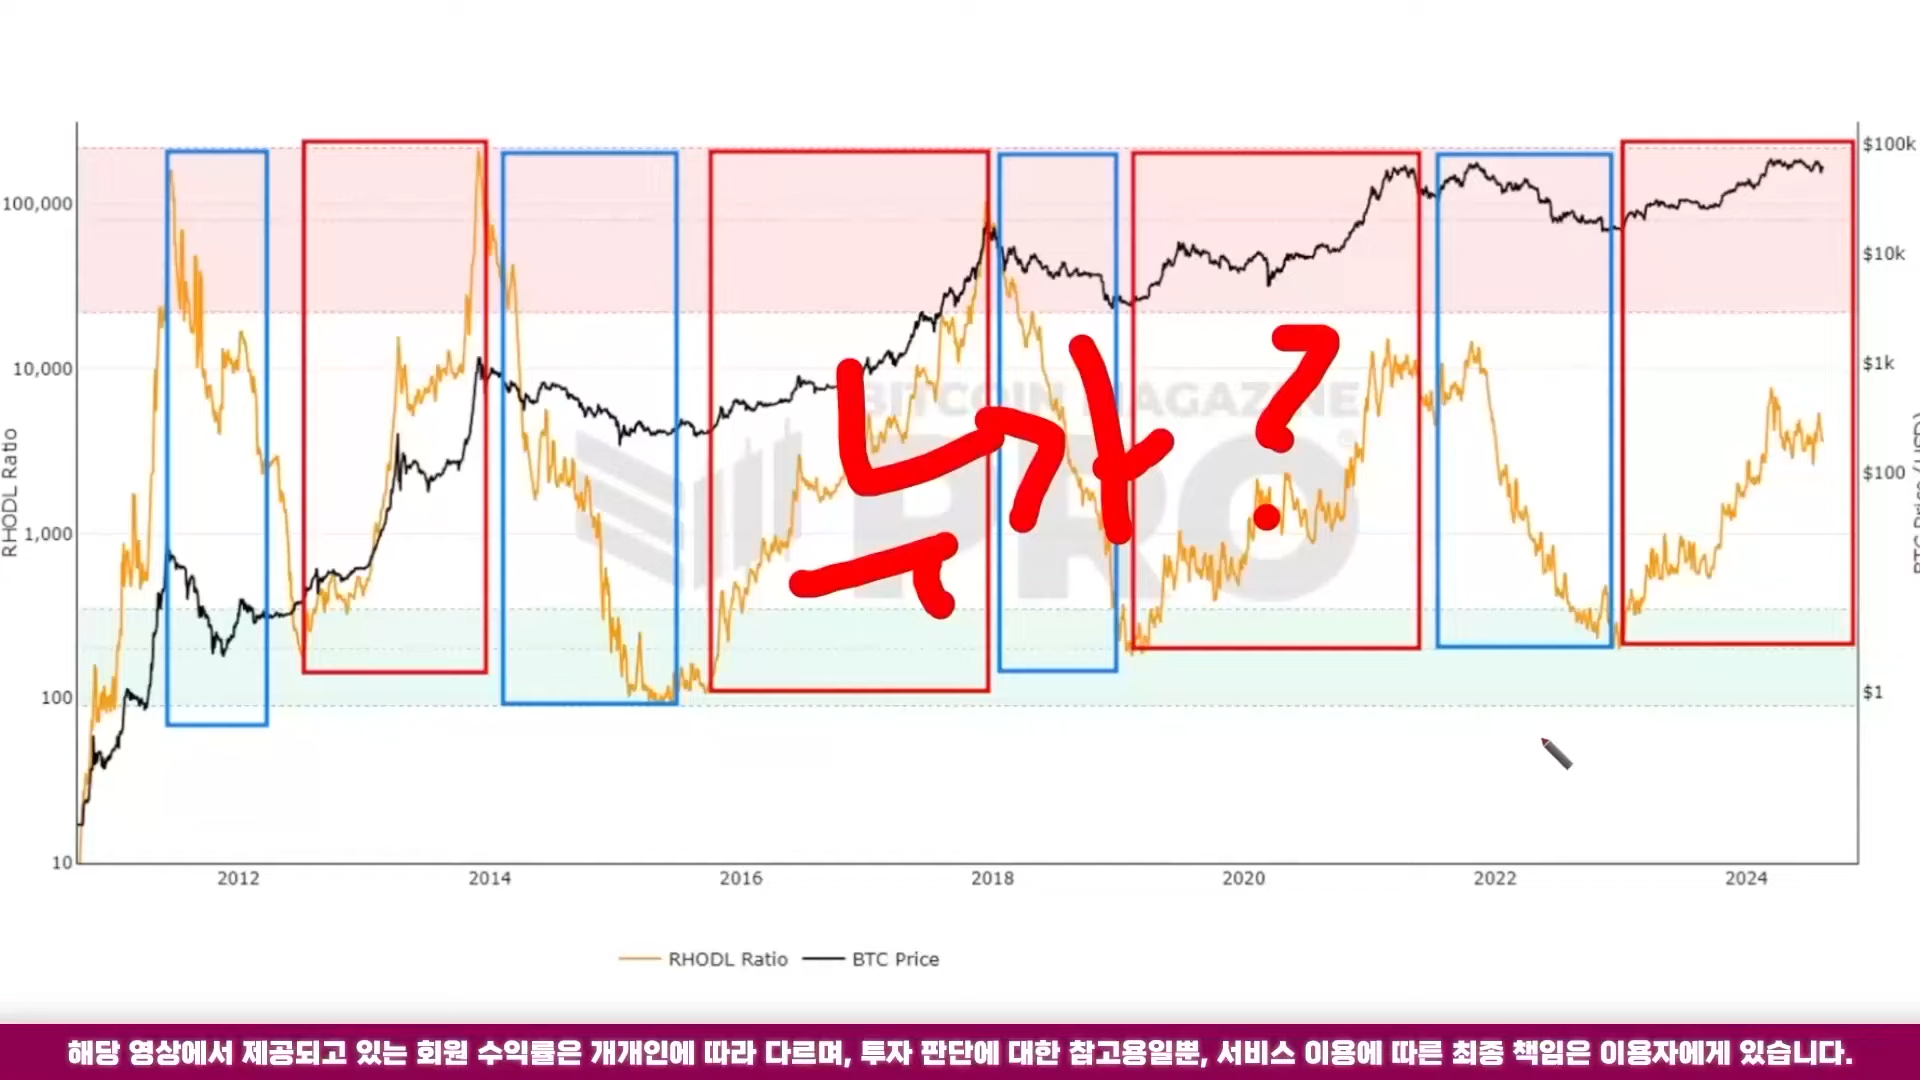 100,000
10,000
1,000
100
10
RHODL Ratio
$100k
$10k
$1k
$100
$1
BITCOIN MAGAZINE
PRO
누가?
2012 2014 2016 2018 2020 2022 2024
RHODL Ratio BTC Price
해당 영상에서 제공되고 있는 회원 수익률은 개개인에 따라 다르며, 투자 판단에 대한 참고용일뿐, 서비스 이용에 따른 최종 책임은 이용자에게 있습니다.